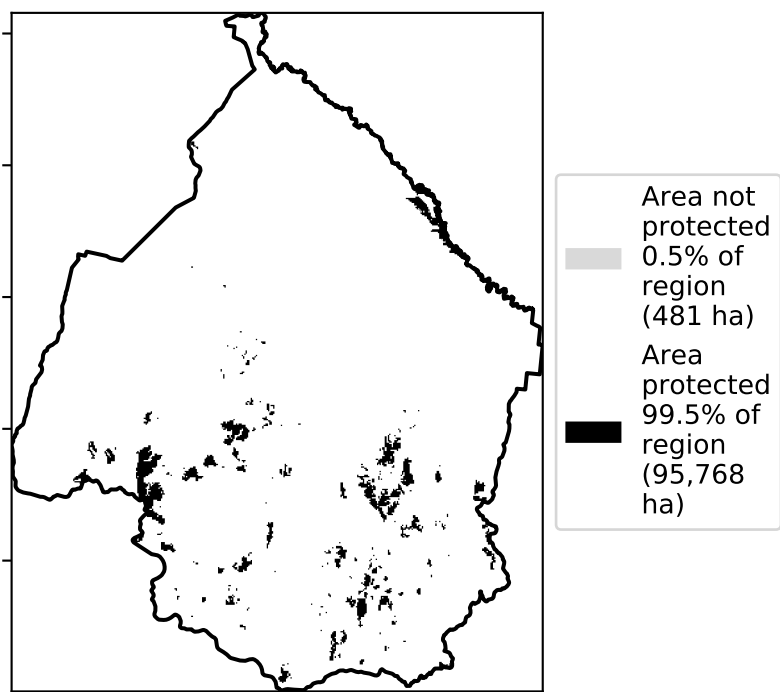 Area not
protected
0.5% of
region
(481 ha)
Area
protected
99.5% of
region
(95,768
ha)